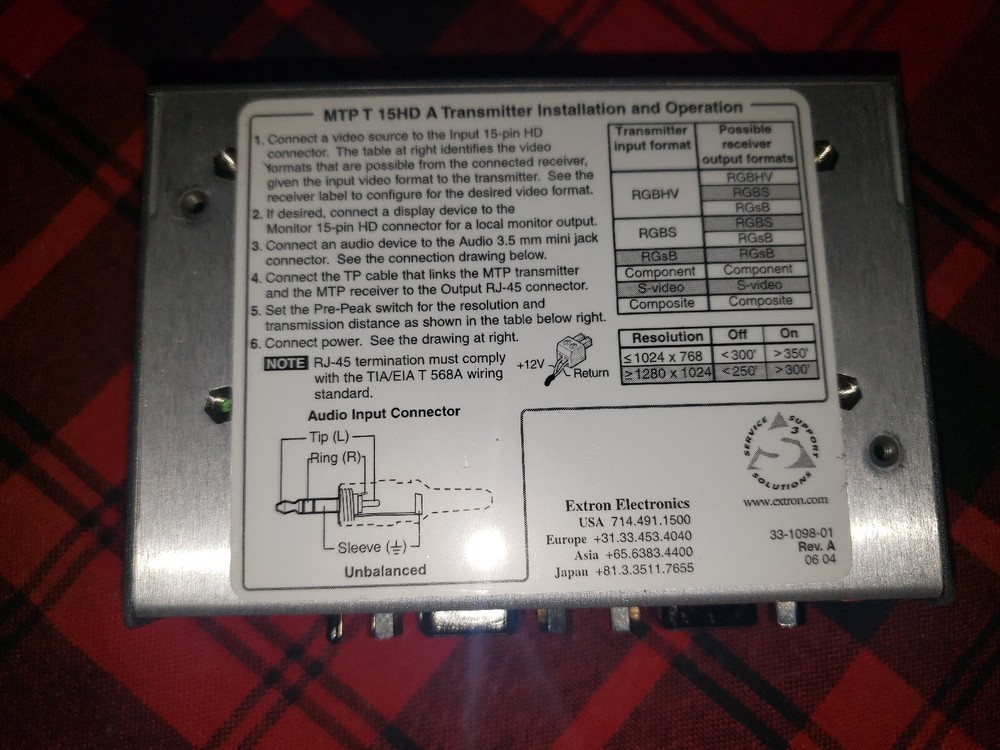 MTP T 15HD A Transmitter Installation and Operation
1. Connect a video source to the Input 15-pin HD
connector. The table at right identifies the video
formats that are possible from the connected receiver,
given the input video format to the transmitter. See the
receiver label to configure for the desired video format.
2. If desired, connect a display device to the
Monitor 15-pin HD connector for a local monitor output.
3. Connect an audio device to the Audio 3.5 mm mini jack
connector. See the connection drawing below.
4. Connect the TP cable that links the MTP transmitter
and the MTP receiver to the Output RJ-45 connector.
5. Set the Pre-Peak switch for the resolution and
transmission distance as shown in the table below right.
6. Connect power. See the drawing at right.
NOTE RJ-45 termination must comply
with the TIA/EIA T 568A wiring
standard.
+12V
Return
Transmitter input format Possible receiver output formats
RGBHV RGBHV
RGBS
RGsB
RGBS RGBS
RGsB
RGsB RGsB
Component Component
S-video S-video
Composite Composite
Resolution Off On
≤1024 x 768 <300' >350'
≥1280 x 1024 <250' >300'
Audio Input Connector
Tip (L)
Ring (R)
Sleeve (⏚)
Unbalanced
SERVICE SUPPORT SOLUTIONS
S3
www.extron.com
Extron Electronics
USA 714.491.1500
Europe +31.33.453.4040
Asia +65.6383.4400
Japan +81.3.3511.7655
33-1098-01
Rev. A
06 04